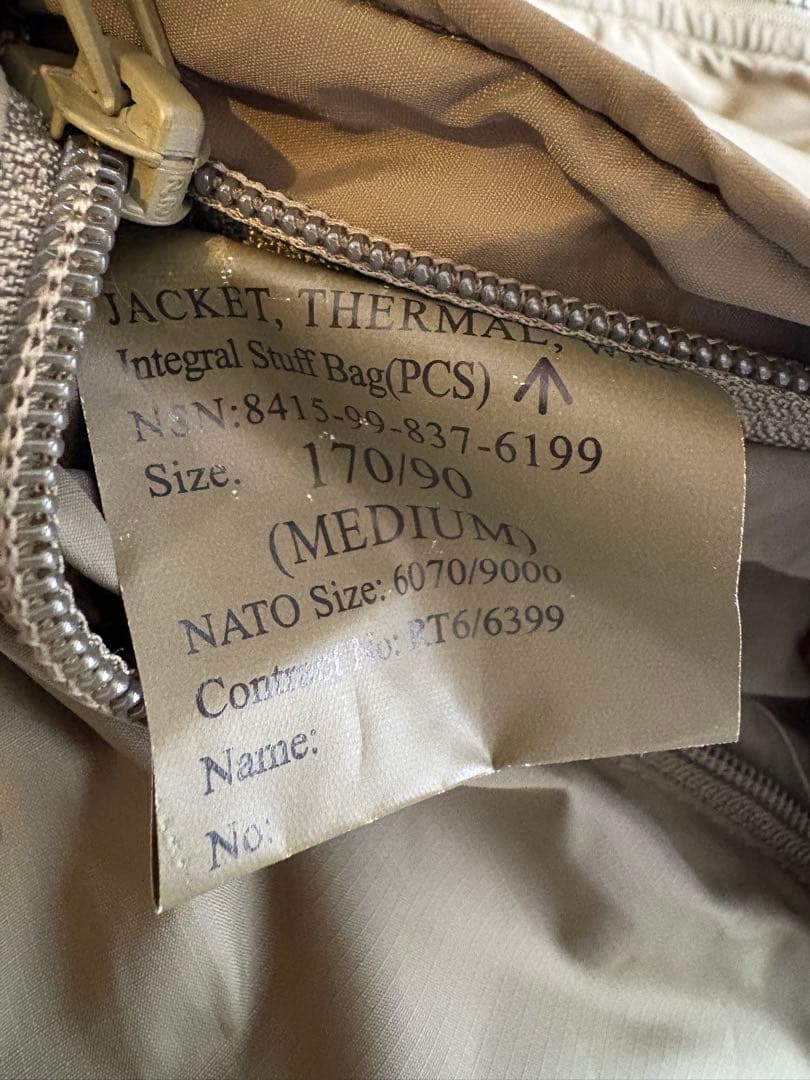 JACKET, THERMAL,
Integral Stuff Bag(PCS)
NSN:8415-99-837-6199
Size: 170/90
(MEDIUM)
NATO Size: 6070/9000
Contract No: RT6/6399
Name:
No: